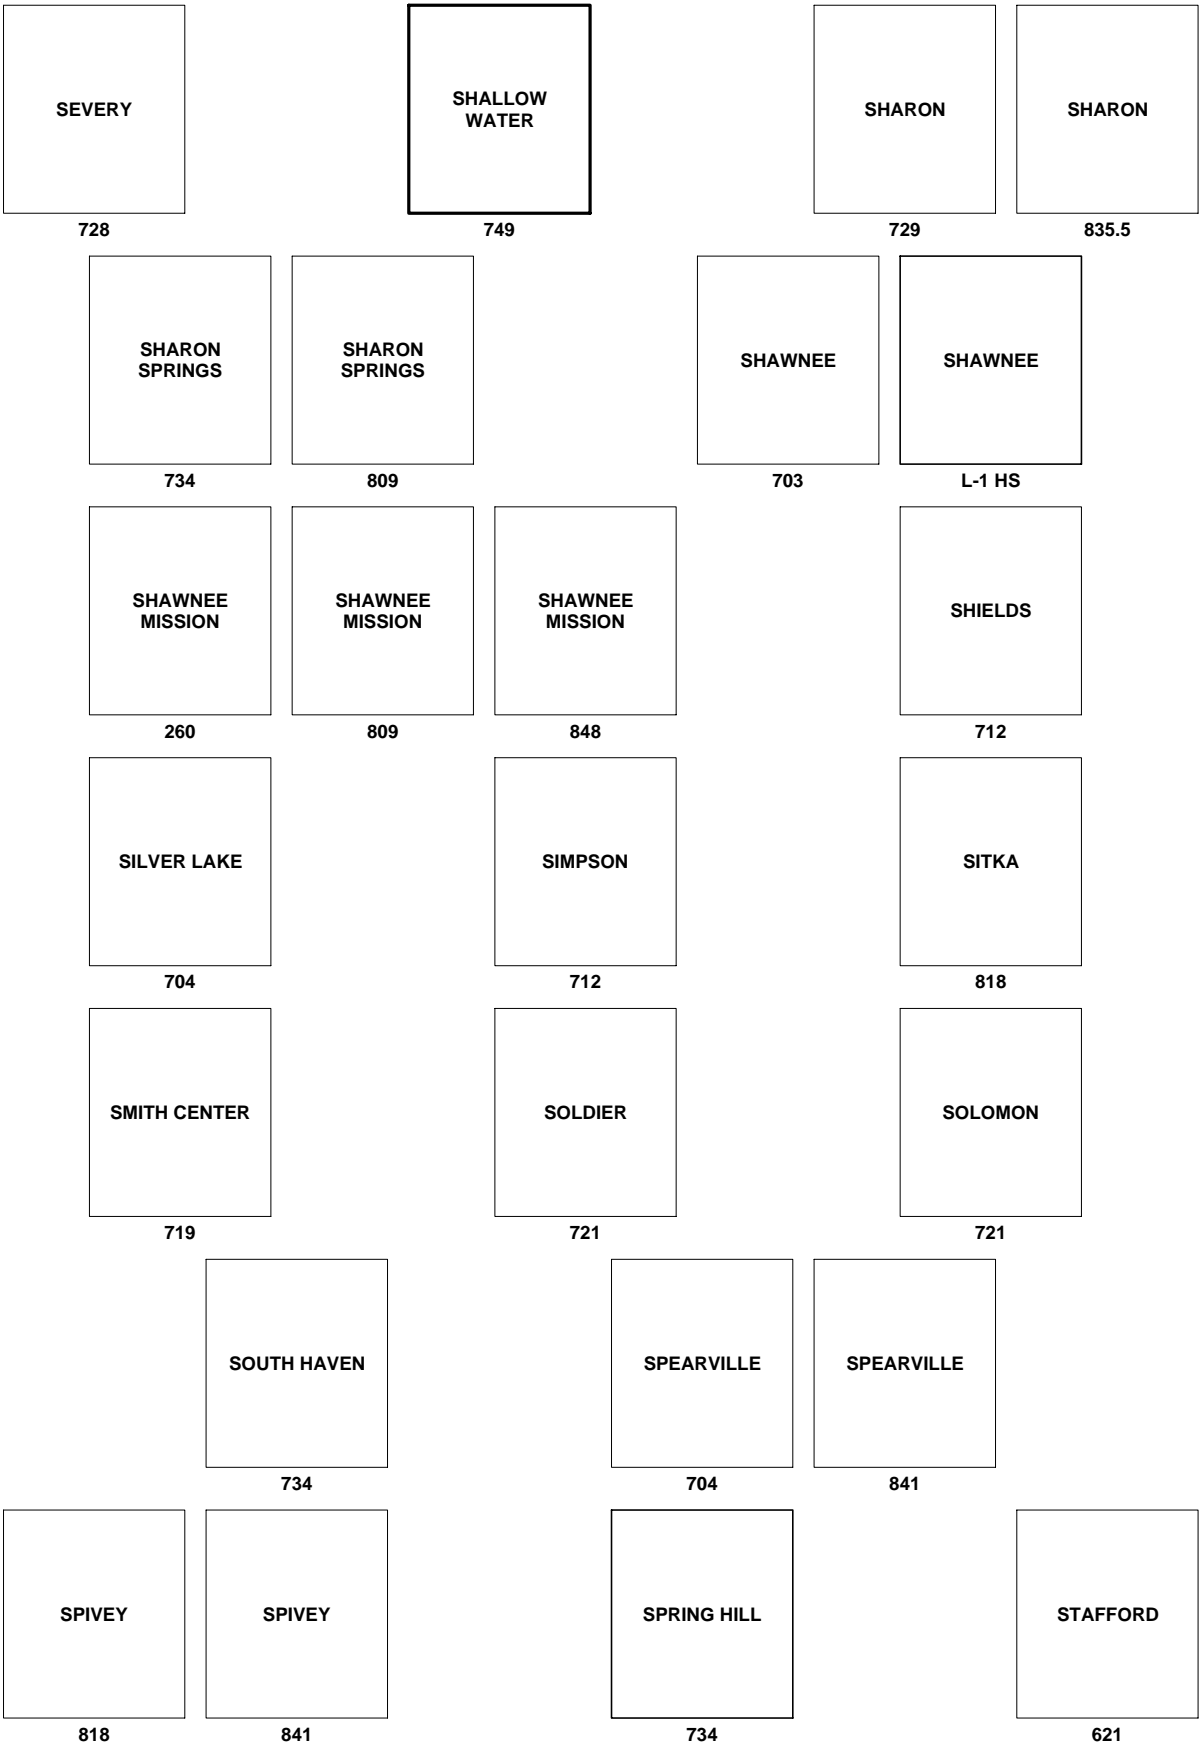 SEVERY
728
SHALLOW
WATER
749
SHARON
729
SHARON
835.5
SHARON
SPRINGS
734
SHARON
SPRINGS
809
SHAWNEE
703
SHAWNEE
L-1 HS
SHAWNEE
MISSION
260
SHAWNEE
MISSION
809
SHAWNEE
MISSION
848
SHIELDS
712
SILVER LAKE
704
SIMPSON
712
SITKA
818
SMITH CENTER
719
SOLDIER
721
SOLOMON
721
SOUTH HAVEN
734
SPEARVILLE
704
SPEARVILLE
841
SPIVEY
818
SPIVEY
841
SPRING HILL
734
STAFFORD
621